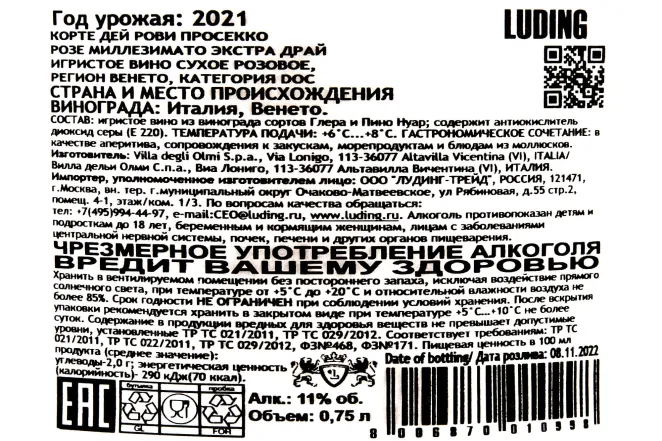 Год урожая: 2021
LUDING
КОРТЕ ДЕЙ РОВИ ПРОСЕККО
РОЗЕ МИЛЛЕЗИМАТО ЭКСТРА ДРАЙ
ИГРИСТОЕ ВИНО СУХОЕ РОЗОВОЕ,
РЕГИОН ВЕНЕТО, КАТЕГОРИЯ DOC
СТРАНА И МЕСТО ПРОИСХОЖДЕНИЯ
ВИНОГРАДА: Италия, Венето.
СОСТАВ: игристое вино из винограда сортов Глера и Пино Нуар; содержит антиокислитель
диоксид серы (Е 220). ТЕМПЕРАТУРА ПОДАЧИ: +6°С...+8°С. ГАСТРОНОМИЧЕСКОЕ СОЧЕТАНИЕ: в
качестве аперитива, сопровождения к закускам, морепродуктам и блюдам из моллюсков.
Изготовитель: Villa degli Olmi S.p.a., Via Lonigo, 113-36077 Altavilla Vicentina (VI), ITALIA/
Вилла дельи Олми С.п.а., Виа Лониго, 113-36077 Альтавилла Вичентина (VI), ИТАЛИЯ.
Импортер, уполномоченное изготовителем лицо: ООО "ЛУДИНГ-ТРЕЙД", РОССИЯ, 121471,
г.Москва, вн. тер. г.муниципальный округ Очаково-Матвеевское, ул Рябиновая, д.55 стр.2,
помещ. 4-1, этаж/ком. 1/3. По вопросам качества обращаться:
тел: +7(495)994-44-97, e-mail:CEO@luding.ru, www.luding.ru. Алкоголь противопоказан детям и
подросткам до 18 лет, беременным и кормящим женщинам, лицам с заболеваниями
центральной нервной системы, почек, печени и других органов пищеварения.
ЧРЕЗМЕРНОЕ УПОТРЕБЛЕНИЕ АЛКОГОЛЯ
ВРЕДИТ ВАШЕМУ ЗДОРОВЬЮ
Хранить в вентилируемом помещении без постороннего запаха, исключая воздействие прямого
солнечного света, при температуре от +5°С до +20°С и относительной влажности воздуха не
более 85%. Срок годности НЕ ОГРАНИЧЕН при соблюдении условий хранения. После вскрытия
упаковки рекомендуется хранить в закрытом виде при температуре +5°С...+10°С не более
суток. Содержание в продукции вредных для здоровья веществ не превышает допустимые
уровни, установленные ТР ТС 021/2011, ТР ТС 029/2012. Соответствует требованиям: ТР ТС
021/2011, ТР ТС 022/2011, ТР ТС 029/2012, ФЗ№468, ФЗ№171. Пищевая ценность в 100 мл
продукта (среднее значение):
углеводы-2,0 г; энергетическая ценность
(калорийность)- 290 кДж(70 ккал).
Date of bottling/ Дата розлива: 08.11.2022
EAC
бутылка
пробка
GL
FOR
Алк.: 11% об.
Объем: 0,75 л
8 006870 010998